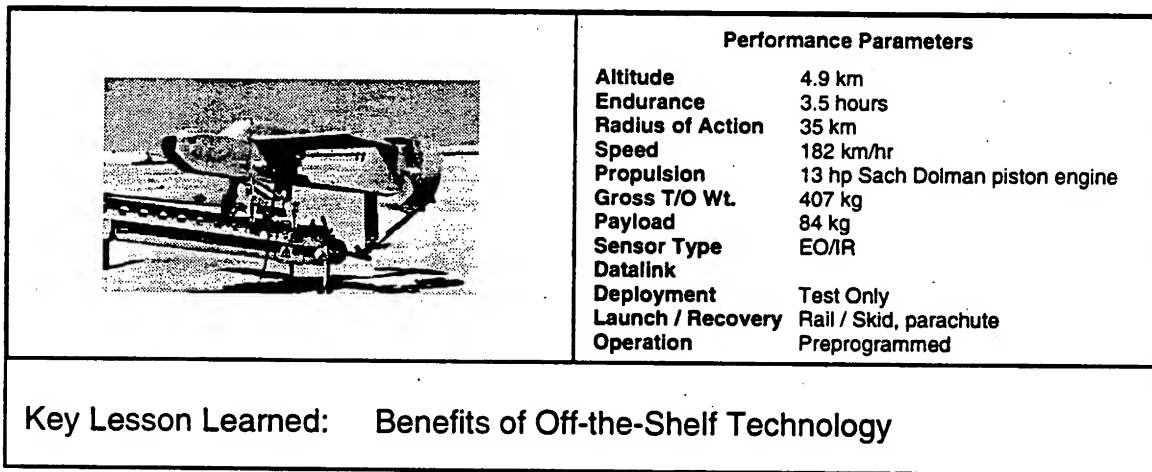 Performance Parameters
Altitude 4.9 km
Endurance 3.5 hours
Radius of Action 35 km
Speed 182 km/hr
Propulsion 13 hp Sach Dolman piston engine
Gross T/O Wt. 407 kg
Payload 84 kg
Sensor Type EO/IR
Datalink
Deployment Test Only
Launch / Recovery Rail / Skid, parachute
Operation Preprogrammed
Key Lesson Learned: Benefits of Off-the-Shelf Technology